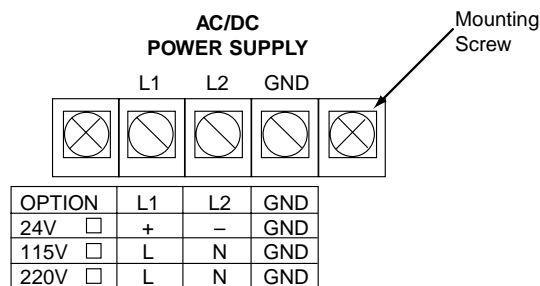 AC/DC
POWER SUPPLY
Mounting
Screw
L1 L2 GND
OPTION L1 L2 GND
24V + – GND
115V L N GND
220V L N GND